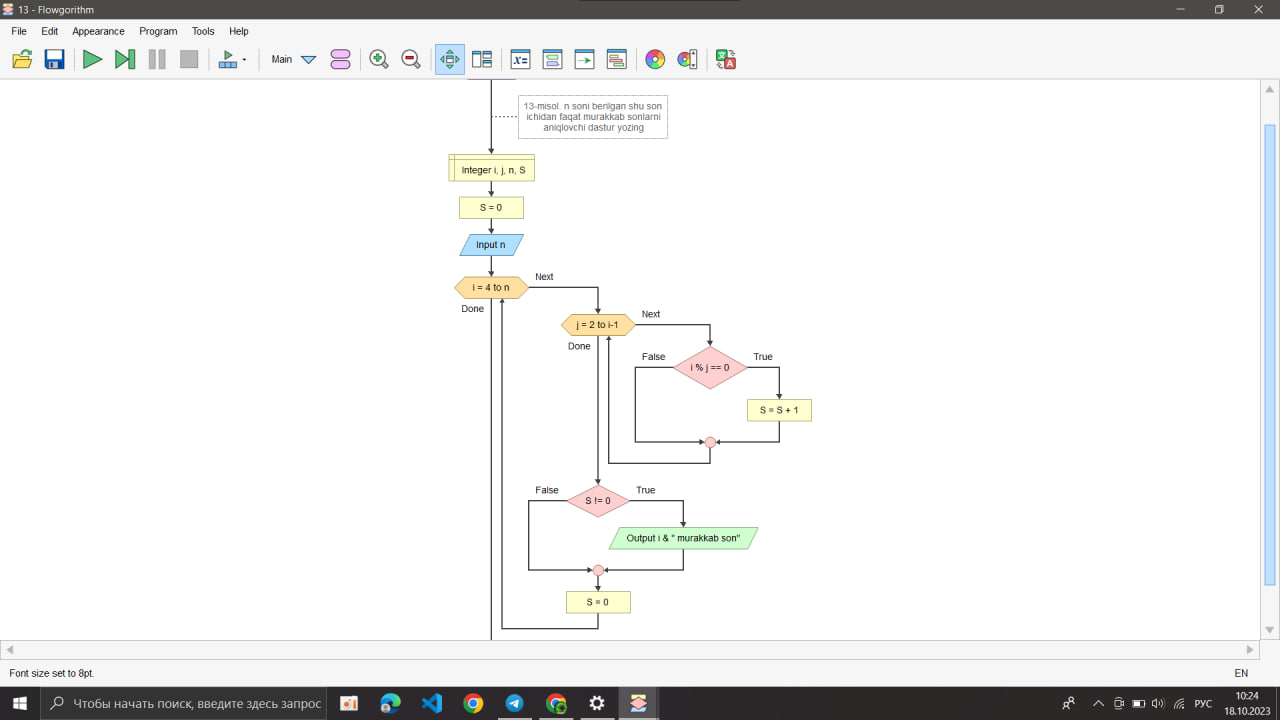 13 - Flowgorithm
File Edit Appearance Program Tools Help
Main
13-misol. n soni berilgan shu son
ichidan faqat murakkab sonlarni
aniqlovchi dastur yozing
Integer i, j, n, S
S = 0
Input n
i = 4 to n
Next
Done
j = 2 to i-1
Next
Done
i % j == 0
False
True
S = S + 1
S != 0
False
True
Output i & " murakkab son"
S = 0
Font size set to 8pt.
EN
Чтобы начать поиск, введите здесь запрос
РУС
10:24
18.10.2023